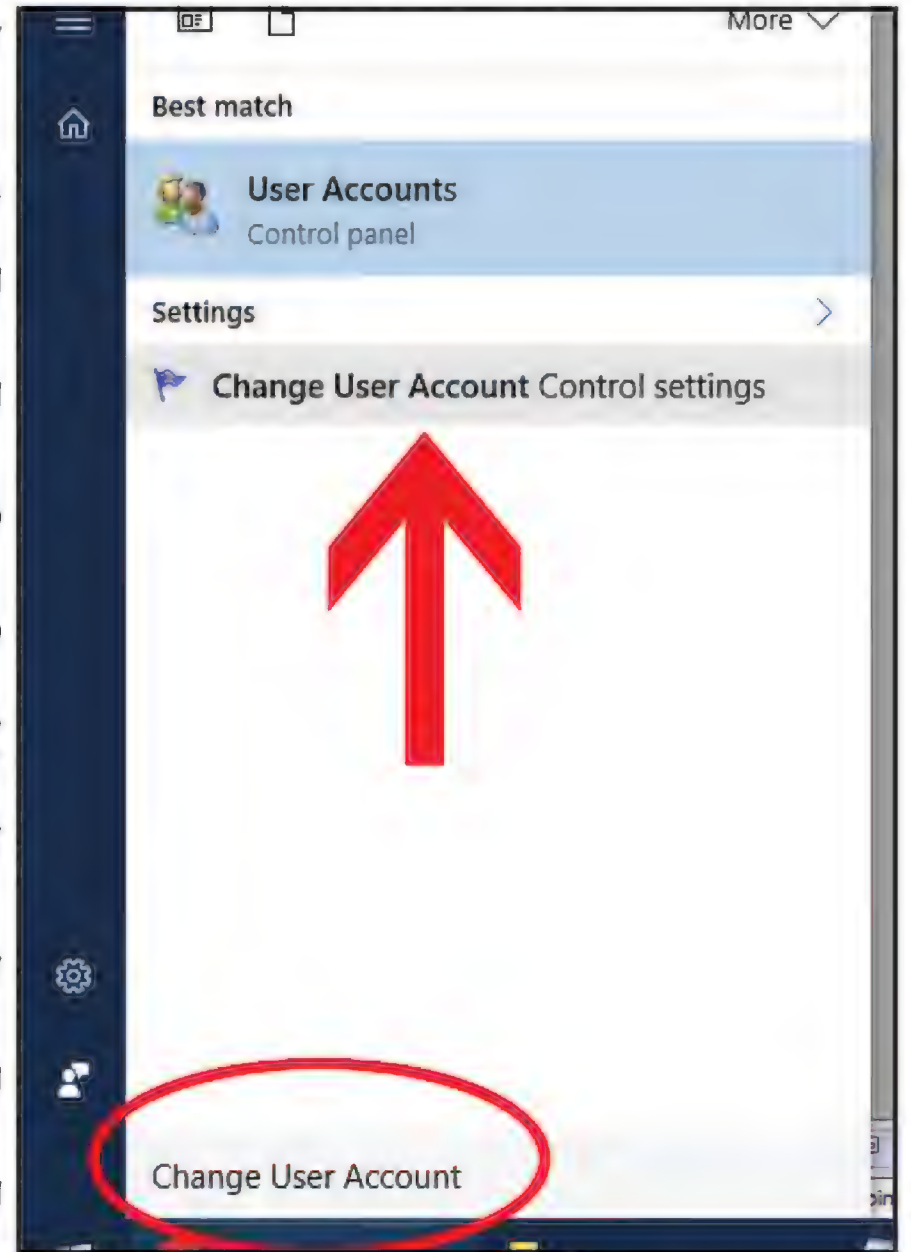 More
Best match
User Accounts
Control panel
Settings
Change User Account Control settings
Change User Account